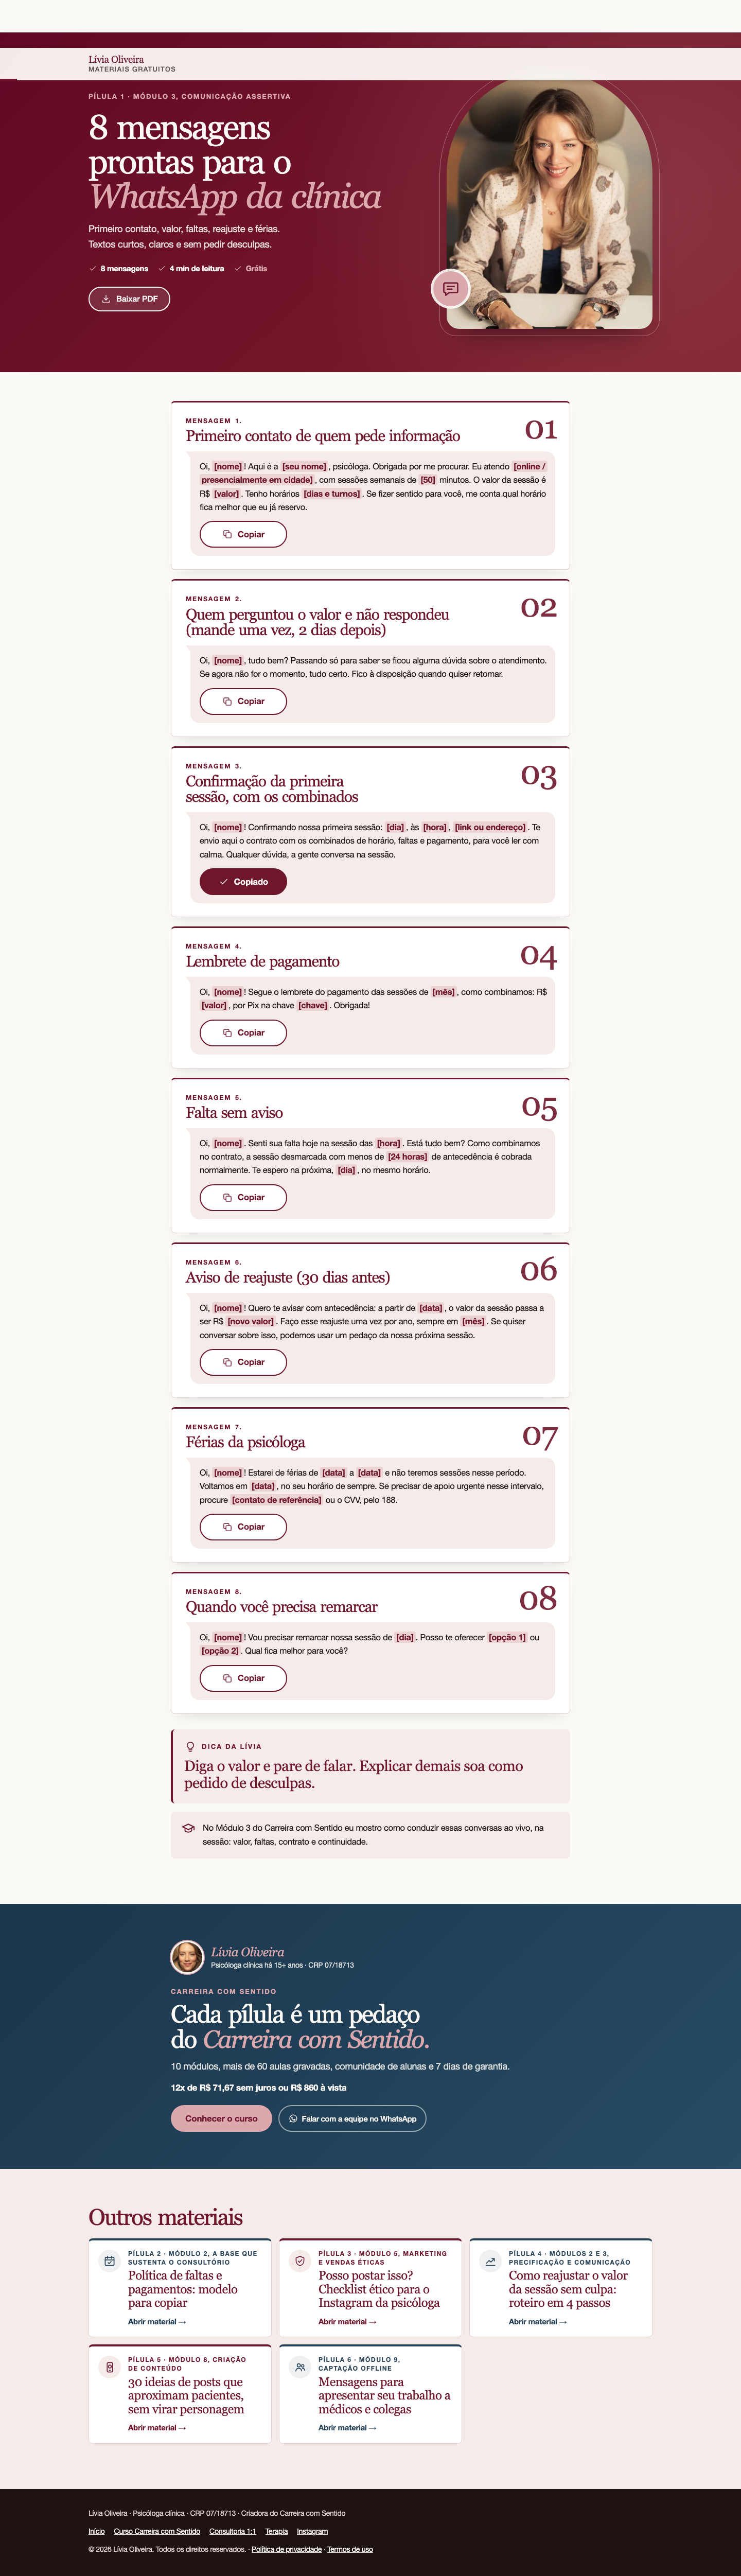 Lívia Oliveira
MATERIAIS GRATUITOS
PÍLULA 1 · MÓDULO 3, COMUNICAÇÃO ASSERTIVA
8 mensagens
prontas para o
WhatsApp da clínica
Primeiro contato, valor, faltas, reajuste e férias.
Textos curtos, claros e sem pedir desculpas.
8 mensagens 4 min de leitura Grátis
Baixar PDF
MENSAGEM 1.
Primeiro contato de quem pede informação
01
Oi, [nome]! Aqui é a [seu nome], psicóloga. Obrigada por me procurar. Eu atendo [online /
presencialmente em cidade], com sessões semanais de [50] minutos. O valor da sessão é
R$ [valor]. Tenho horários [dias e turnos]. Se fizer sentido para você, me conta qual horário
fica melhor que eu já reservo.
Copiar
MENSAGEM 2.
Quem perguntou o valor e não respondeu
(mande uma vez, 2 dias depois)
02
Oi, [nome], tudo bem? Passando só para saber se ficou alguma dúvida sobre o atendimento.
Se agora não for o momento, tudo certo. Fico à disposição quando quiser retomar.
Copiar
MENSAGEM 3.
Confirmação da primeira
sessão, com os combinados
03
Oi, [nome]! Confirmando nossa primeira sessão: [dia], às [hora], [link ou endereço]. Te
envio aqui o contrato com os combinados de horário, faltas e pagamento, para você ler com
calma. Qualquer dúvida, a gente conversa na sessão.
Copiado
MENSAGEM 4.
Lembrete de pagamento
04
Oi, [nome]! Segue o lembrete do pagamento das sessões de [mês], como combinamos: R$
[valor], por Pix na chave [chave]. Obrigada!
Copiar
MENSAGEM 5.
Falta sem aviso
05
Oi, [nome]. Senti sua falta hoje na sessão das [hora]. Está tudo bem? Como combinamos
no contrato, a sessão desmarcada com menos de [24 horas] de antecedência é cobrada
normalmente. Te espero na próxima, [dia], no mesmo horário.
Copiar
MENSAGEM 6.
Aviso de reajuste (30 dias antes)
06
Oi, [nome]! Quero te avisar com antecedência: a partir de [data], o valor da sessão passa a
ser R$ [novo valor]. Faço esse reajuste uma vez por ano, sempre em [mês]. Se quiser
conversar sobre isso, podemos usar um pedaço da nossa próxima sessão.
Copiar
MENSAGEM 7.
Férias da psicóloga
07
Oi, [nome]! Estarei de férias de [data] a [data] e não teremos sessões nesse período.
Voltamos em [data], no seu horário de sempre. Se precisar de apoio urgente nesse intervalo,
procure [contato de referência] ou o CVV, pelo 188.
Copiar
MENSAGEM 8.
Quando você precisa remarcar
08
Oi, [nome]! Vou precisar remarcar nossa sessão de [dia]. Posso te oferecer [opção 1] ou
[opção 2]. Qual fica melhor para você?
Copiar
DICA DA LÍVIA
Diga o valor e pare de falar. Explicar demais soa como
pedido de desculpas.
No Módulo 3 do Carreira com Sentido eu mostro como conduzir essas conversas ao vivo, na
sessão: valor, faltas, contrato e continuidade.
Lívia Oliveira
Psicóloga clínica há 15+ anos · CRP 07/18713
CARREIRA COM SENTIDO
Cada pílula é um pedaço
do Carreira com Sentido.
10 módulos, mais de 60 aulas gravadas, comunidade de alunas e 7 dias de garantia.
12x de R$ 71,67 sem juros ou R$ 860 à vista
Conhecer o curso Falar com a equipe no WhatsApp
Outros materiais
PÍLULA 2 · MÓDULO 2, A BASE QUE
SUSTENTA O CONSULTÓRIO
Política de faltas e
pagamentos: modelo
para copiar
Abrir material →
PÍLULA 3 · MÓDULO 5, MARKETING
E VENDAS ÉTICAS
Posso postar isso?
Checklist ético para o
Instagram da psicóloga
Abrir material →
PÍLULA 4 · MÓDULOS 2 E 3,
PRECIFICAÇÃO E COMUNICAÇÃO
Como reajustar o valor
da sessão sem culpa:
roteiro em 4 passos
Abrir material →
PÍLULA 5 · MÓDULO 8, CRIAÇÃO
DE CONTEÚDO
30 ideias de posts que
aproximam pacientes,
sem virar personagem
Abrir material →
PÍLULA 6 · MÓDULO 9,
CAPTAÇÃO OFFLINE
Mensagens para
apresentar seu trabalho a
médicos e colegas
Abrir material →
Lívia Oliveira · Psicóloga clínica · CRP 07/18713 · Criadora do Carreira com Sentido
Início Curso Carreira com Sentido Consultoria 1:1 Terapia Instagram
© 2026 Lívia Oliveira. Todos os direitos reservados. · Política de privacidade · Termos de uso